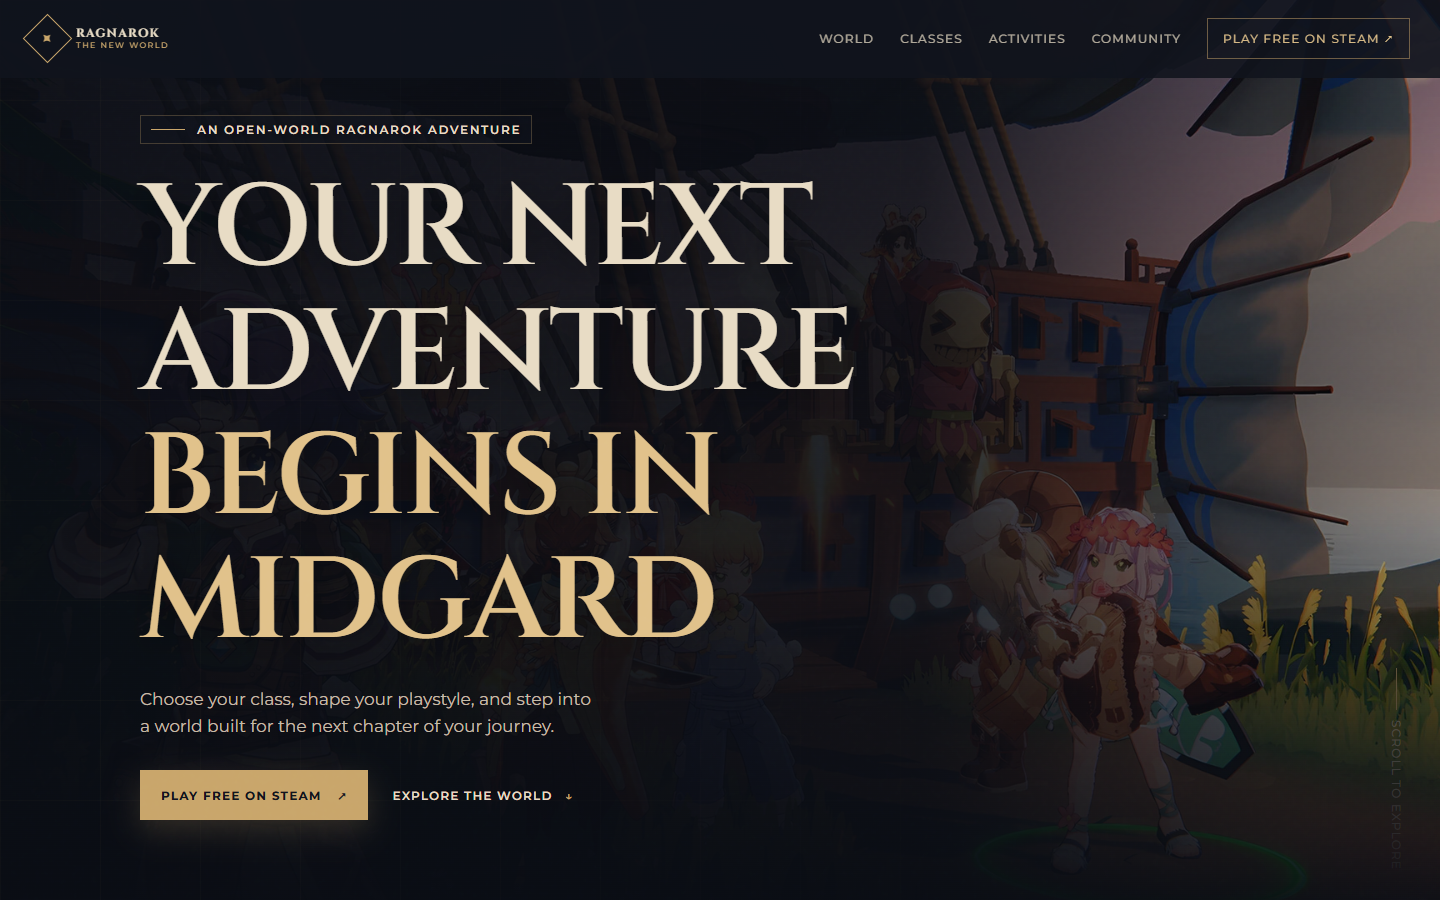 RAGNAROK
THE NEW WORLD
WORLD
CLASSES
ACTIVITIES
COMMUNITY
PLAY FREE ON STEAM ↗
AN OPEN-WORLD RAGNAROK ADVENTURE
YOUR NEXT
ADVENTURE
BEGINS IN
MIDGARD
Choose your class, shape your playstyle, and step into
a world built for the next chapter of your journey.
PLAY FREE ON STEAM ↗
EXPLORE THE WORLD ↓
SCROLL TO EXPLORE